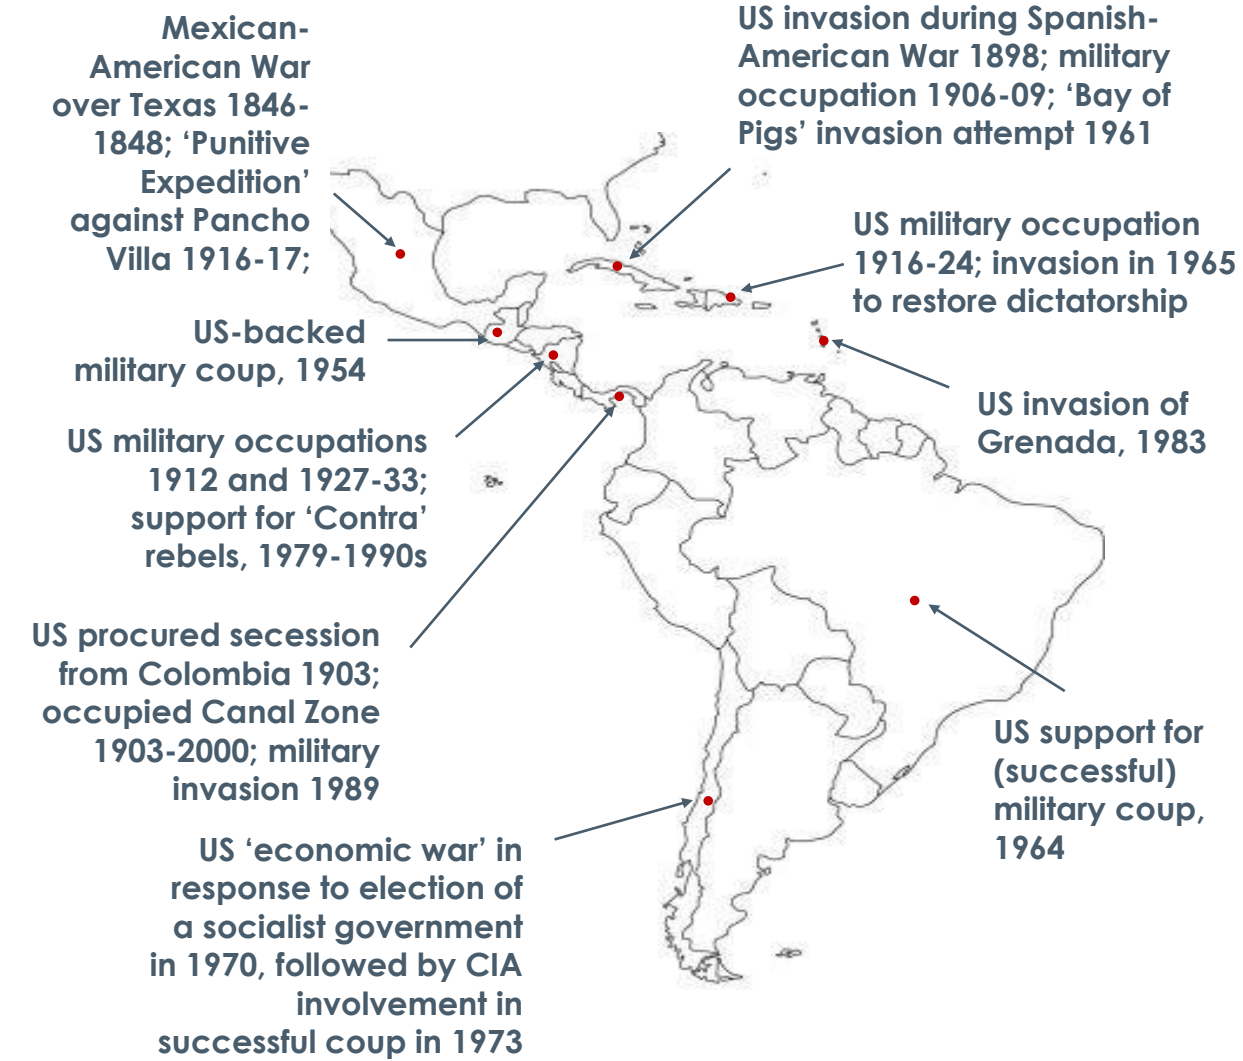 Mexican-
American War
over Texas 1846-
1848; ‘Punitive
Expedition’
against Pancho
Villa 1916-17;
US invasion during Spanish-
American War 1898; military
occupation 1906-09; ‘Bay of
Pigs’ invasion attempt 1961
US military occupation
1916-24; invasion in 1965
to restore dictatorship
US-backed
military coup, 1954
US invasion of
Grenada, 1983
US military occupations
1912 and 1927-33;
support for ‘Contra’
rebels, 1979-1990s
US procured secession
from Colombia 1903;
occupied Canal Zone
1903-2000; military
invasion 1989
US support for
(successful)
military coup,
1964
US ‘economic war’ in
response to election of
a socialist government
in 1970, followed by CIA
involvement in
successful coup in 1973